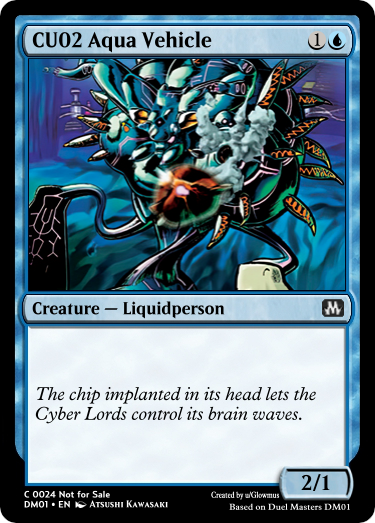 CU02 Aqua Vehicle 1
Creature — Liquidperson
The chip implanted in its head lets the
Cyber Lords control its brain waves.
2/1
C 0024 Not for Sale
DM01 • EN Atsushi Kawasaki
Created by u/Glowmus
Based on Duel Masters DM01